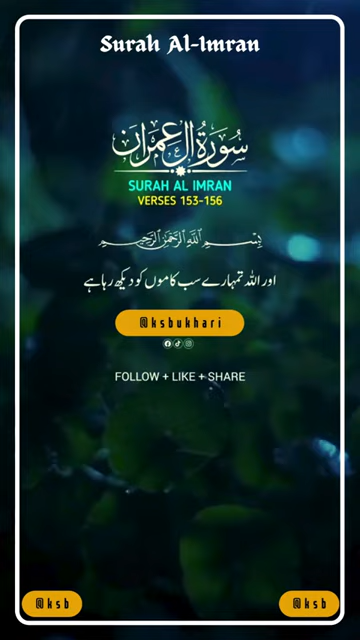 Surah Al-Imran
سُورَةُ آلِ عِمْرَان
SURAH AL IMRAN
VERSES 153-156
بِسْمِ اللَّهِ الرَّحْمَٰنِ الرَّحِيمِ
اور اللہ تمہارے سب کاموں کو دیکھ رہا ہے
@ksbukhari
FOLLOW + LIKE + SHARE
@ksb
@ksb